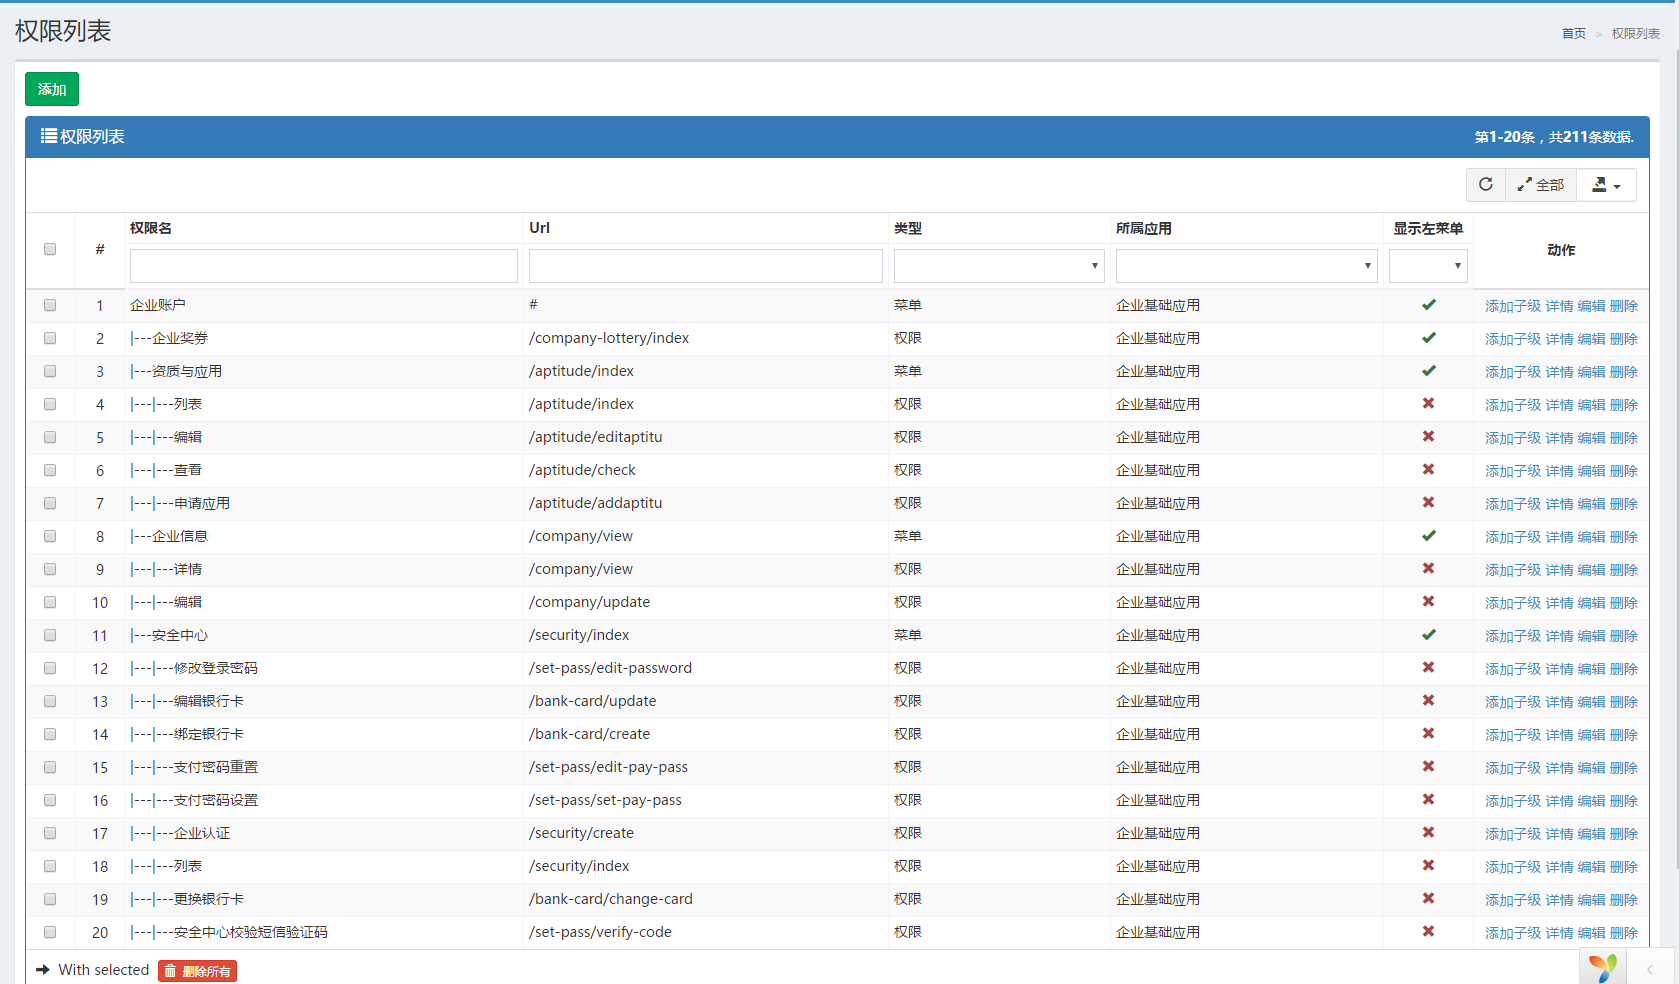 权限列表
首页 > 权限列表
添加
权限列表 第1-20条，共211条数据.
全部
# 权限名 Url 类型 所属应用 显示左菜单 动作
1 企业账户 # 菜单 企业基础应用 添加子级 详情 编辑 删除
2 |---企业奖券 /company-lottery/index 权限 企业基础应用 添加子级 详情 编辑 删除
3 |---资质与应用 /aptitude/index 菜单 企业基础应用 添加子级 详情 编辑 删除
4 |---|---列表 /aptitude/index 权限 企业基础应用 添加子级 详情 编辑 删除
5 |---|---编辑 /aptitude/editaptitu 权限 企业基础应用 添加子级 详情 编辑 删除
6 |---|---查看 /aptitude/check 权限 企业基础应用 添加子级 详情 编辑 删除
7 |---|---申请应用 /aptitude/addaptitu 权限 企业基础应用 添加子级 详情 编辑 删除
8 |---企业信息 /company/view 菜单 企业基础应用 添加子级 详情 编辑 删除
9 |---|---详情 /company/view 权限 企业基础应用 添加子级 详情 编辑 删除
10 |---|---编辑 /company/update 权限 企业基础应用 添加子级 详情 编辑 删除
11 |---安全中心 /security/index 菜单 企业基础应用 添加子级 详情 编辑 删除
12 |---|---修改登录密码 /set-pass/edit-password 权限 企业基础应用 添加子级 详情 编辑 删除
13 |---|---编辑银行卡 /bank-card/update 权限 企业基础应用 添加子级 详情 编辑 删除
14 |---|---绑定银行卡 /bank-card/create 权限 企业基础应用 添加子级 详情 编辑 删除
15 |---|---支付密码重置 /set-pass/edit-pay-pass 权限 企业基础应用 添加子级 详情 编辑 删除
16 |---|---支付密码设置 /set-pass/set-pay-pass 权限 企业基础应用 添加子级 详情 编辑 删除
17 |---|---企业认证 /security/create 权限 企业基础应用 添加子级 详情 编辑 删除
18 |---|---列表 /security/index 权限 企业基础应用 添加子级 详情 编辑 删除
19 |---|---更换银行卡 /bank-card/change-card 权限 企业基础应用 添加子级 详情 编辑 删除
20 |---|---安全中心校验短信验证码 /set-pass/verify-code 权限 企业基础应用 添加子级 详情 编辑 删除
With selected 删除所有